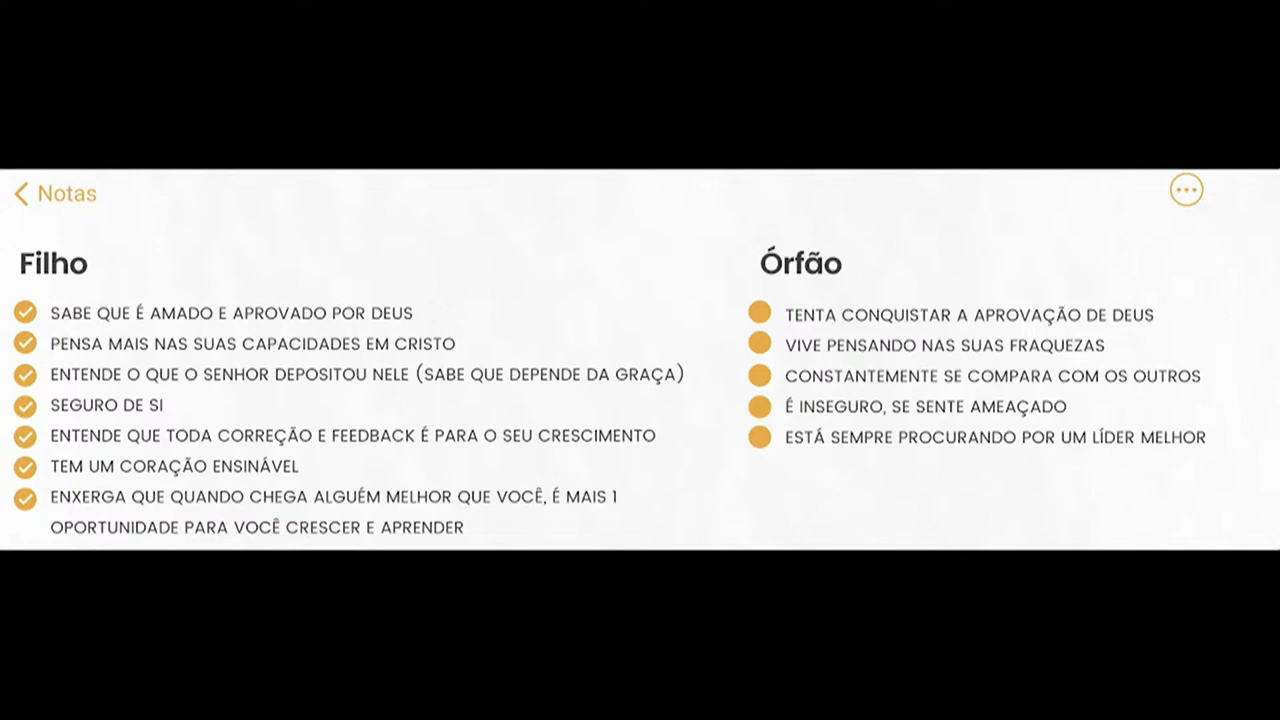 Notas
Filho
SABE QUE É AMADO E APROVADO POR DEUS
PENSA MAIS NAS SUAS CAPACIDADES EM CRISTO
ENTENDE O QUE O SENHOR DEPOSITOU NELE (SABE QUE DEPENDE DA GRAÇA)
SEGURO DE SI
ENTENDE QUE TODA CORREÇÃO E FEEDBACK É PARA O SEU CRESCIMENTO
TEM UM CORAÇÃO ENSINÁVEL
ENXERGA QUE QUANDO CHEGA ALGUÉM MELHOR QUE VOCÊ, É MAIS 1
OPORTUNIDADE PARA VOCÊ CRESCER E APRENDER
Órfão
TENTA CONQUISTAR A APROVAÇÃO DE DEUS
VIVE PENSANDO NAS SUAS FRAQUEZAS
CONSTANTEMENTE SE COMPARA COM OS OUTROS
É INSEGURO, SE SENTE AMEAÇADO
ESTÁ SEMPRE PROCURANDO POR UM LÍDER MELHOR